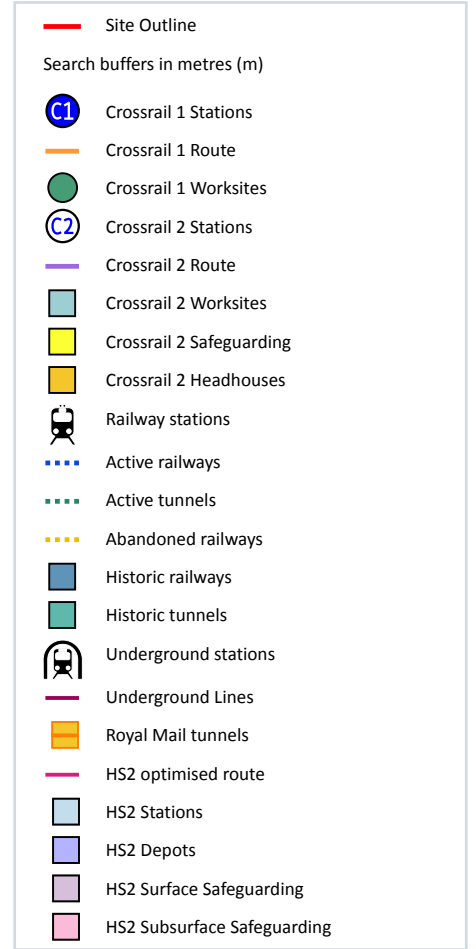 Site Outline
Search buffers in metres (m)
C1 Crossrail 1 Stations
Crossrail 1 Route
Crossrail 1 Worksites
C2 Crossrail 2 Stations
Crossrail 2 Route
Crossrail 2 Worksites
Crossrail 2 Safeguarding
Crossrail 2 Headhouses
Railway stations
Active railways
Active tunnels
Abandoned railways
Historic railways
Historic tunnels
Underground stations
Underground Lines
Royal Mail tunnels
HS2 optimised route
HS2 Stations
HS2 Depots
HS2 Surface Safeguarding
HS2 Subsurface Safeguarding